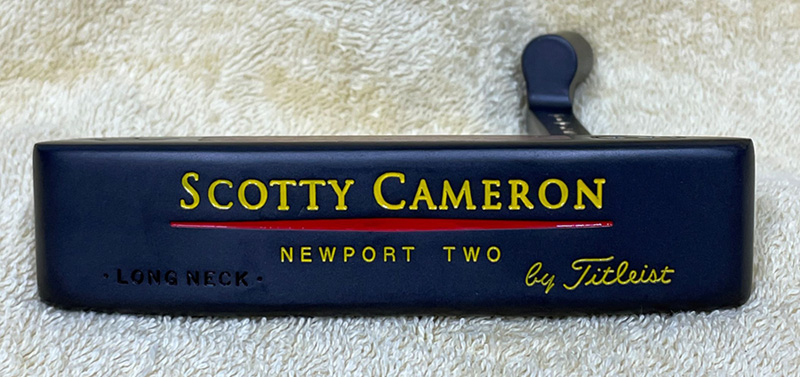 SCOTTY CAMERON
NEWPORT TWO
· LONG NECK ·
by Titleist